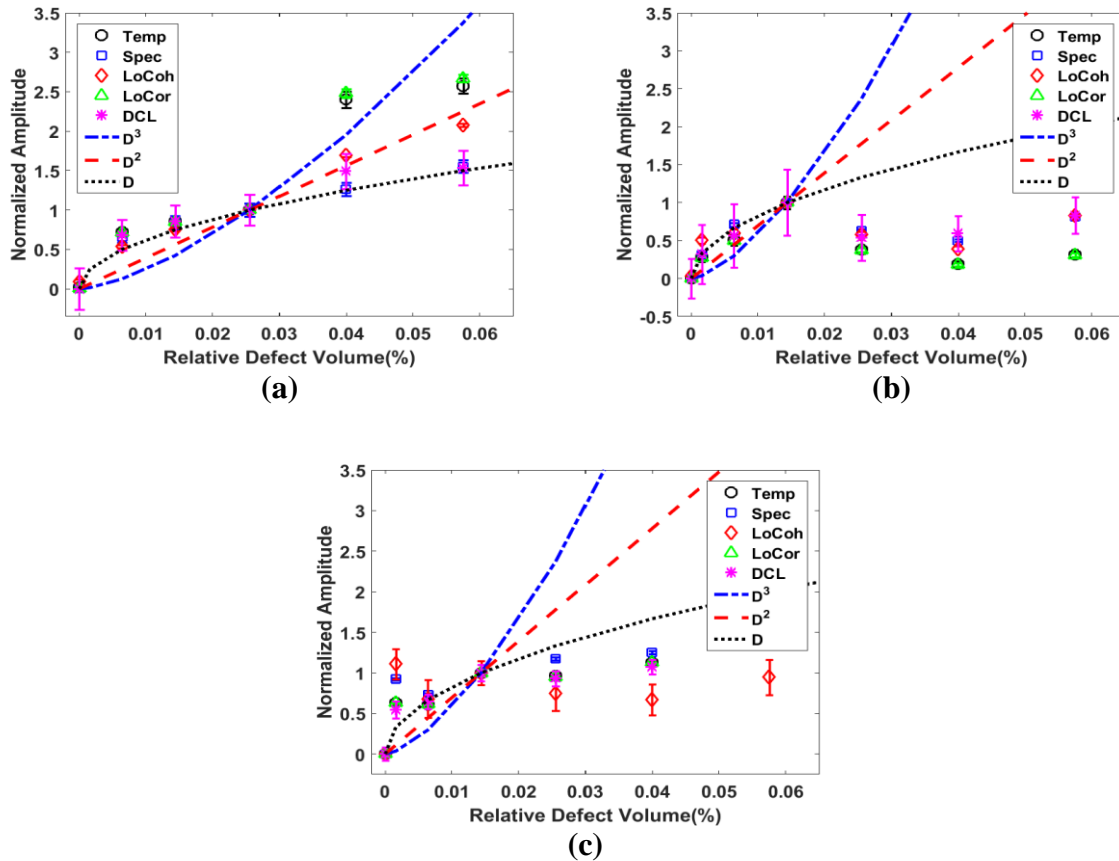 3.5
3
2.5
2
1.5
1
0.5
0
Normalized Amplitude
Temp
Spec
LoCoh
LoCor
DCL
D³
D²
D
0 0.01 0.02 0.03 0.04 0.05 0.06
Relative Defect Volume(%)
(a)
3.5
3
2.5
2
1.5
1
0.5
0
-0.5
Normalized Amplitude
Temp
Spec
LoCoh
LoCor
DCL
D³
D²
D
0 0.01 0.02 0.03 0.04 0.05 0.06
Relative Defect Volume(%)
(b)
3.5
3
2.5
2
1.5
1
0.5
0
Normalized Amplitude
Temp
Spec
LoCoh
LoCor
DCL
D³
D²
D
0 0.01 0.02 0.03 0.04 0.05 0.06
Relative Defect Volume(%)
(c)